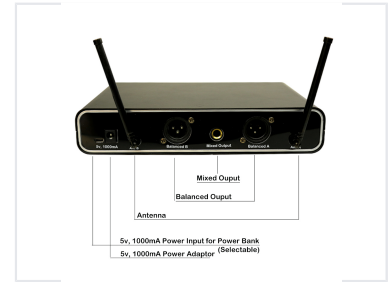 5v, 1000mA
Balanced B
Mixed Output
Balanced A
Mixed Ouput
Balanced Ouput
Antenna
5v, 1000mA Power Input for Power Bank
(Selectable)
5v, 1000mA Power Adaptor